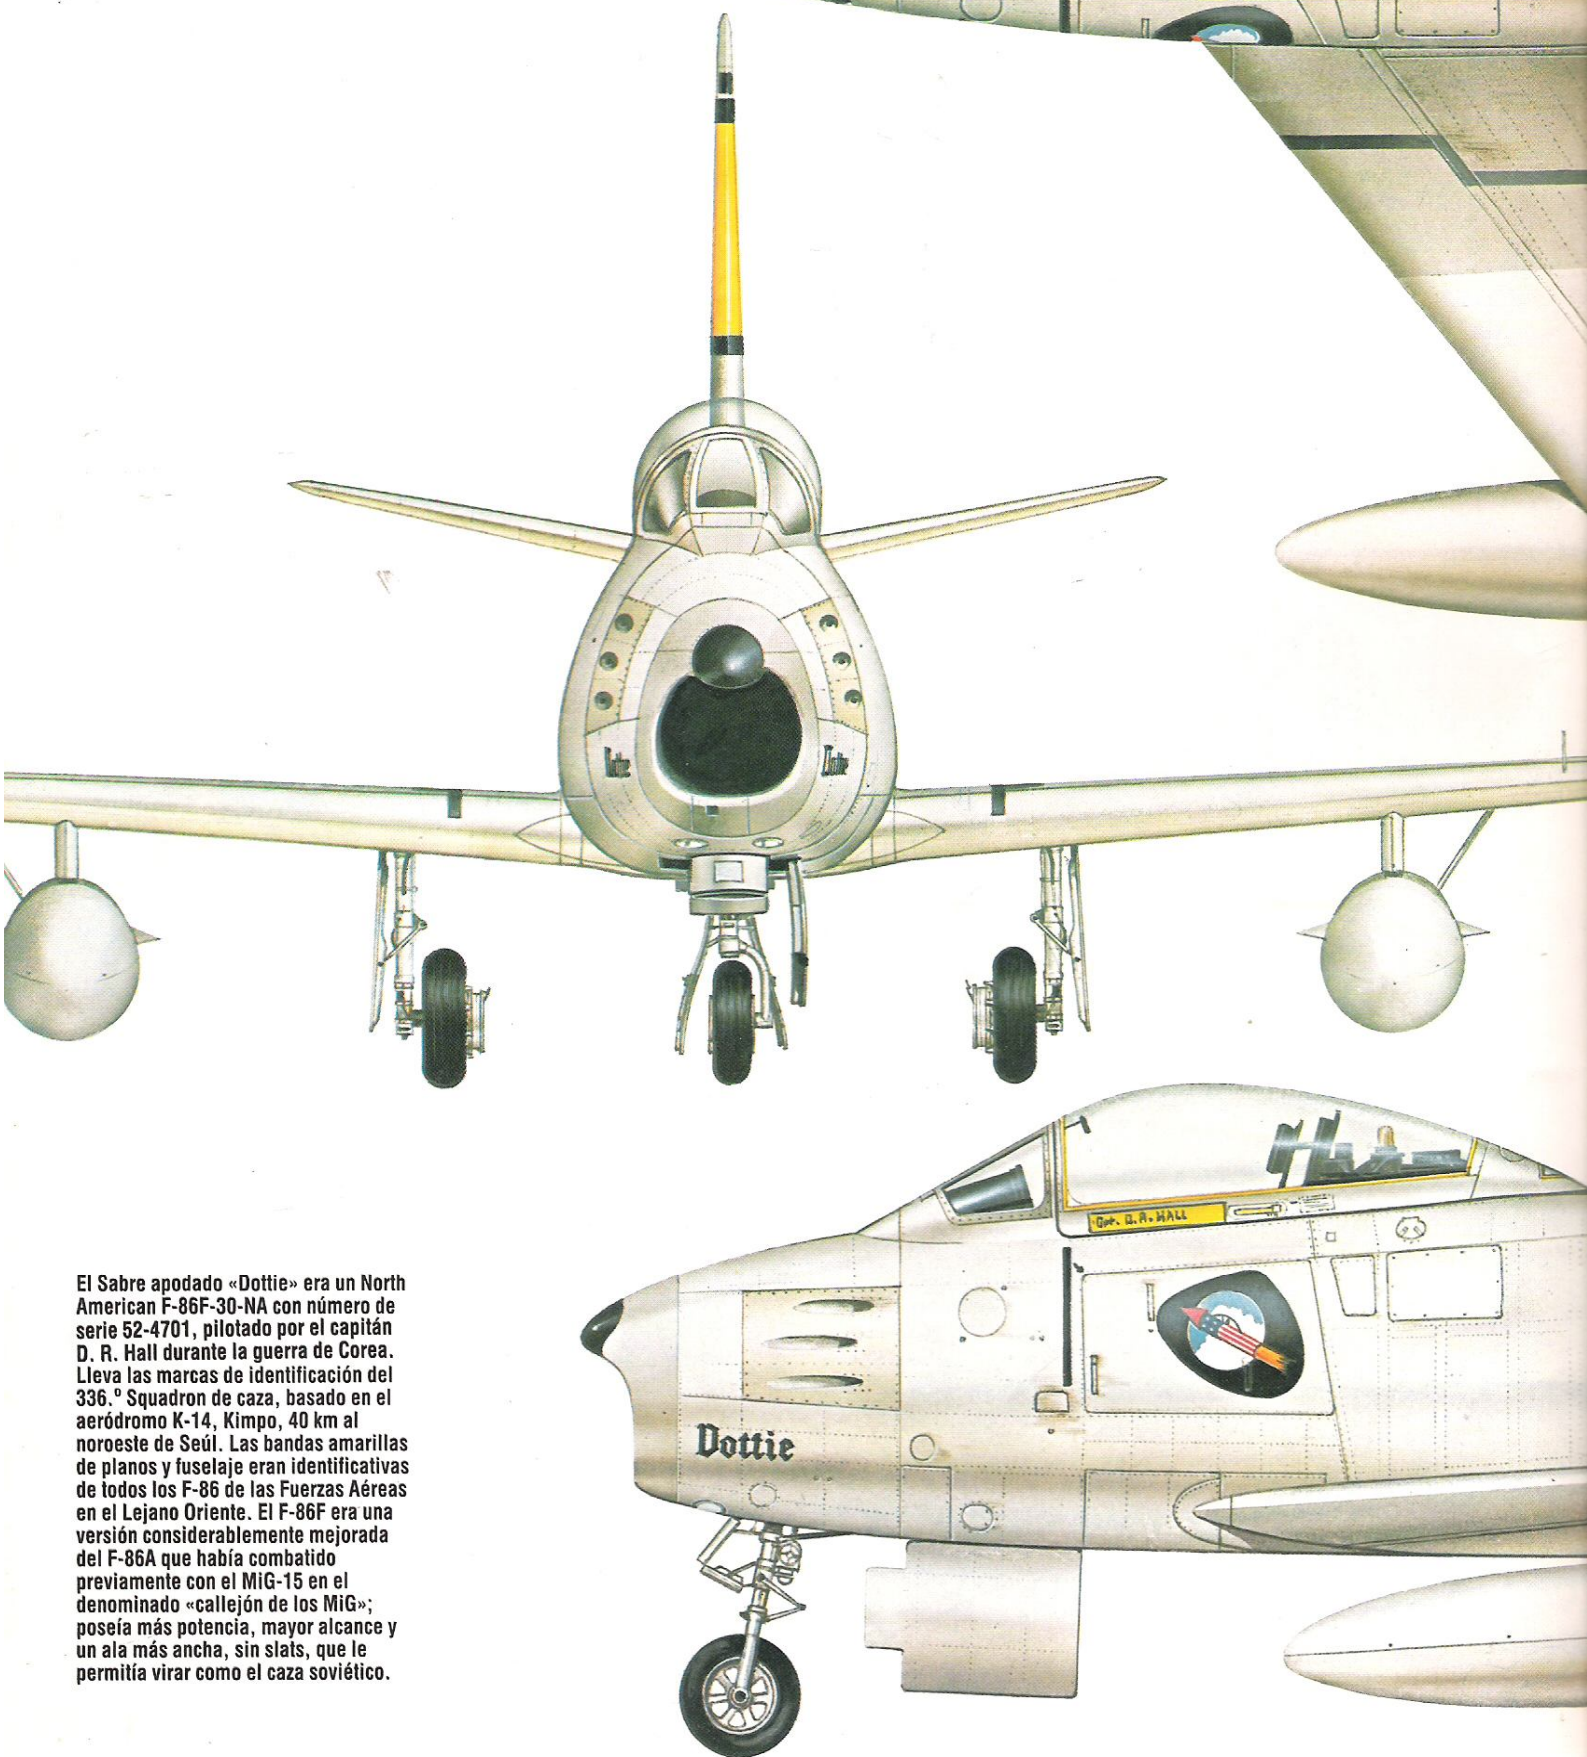 Dottie
Dottie
Cpt. D. R. HALL
Dottie
El Sabre apodado «Dottie» era un North
American F-86F-30-NA con número de
serie 52-4701, pilotado por el capitán
D. R. Hall durante la guerra de Corea.
Lleva las marcas de identificación del
336.º Squadron de caza, basado en el
aeródromo K-14, Kimpo, 40 km al
noroeste de Seúl. Las bandas amarillas
de planos y fuselaje eran identificativas
de todos los F-86 de las Fuerzas Aéreas
en el Lejano Oriente. El F-86F era una
versión considerablemente mejorada
del F-86A que había combatido
previamente con el MiG-15 en el
denominado «callejón de los MiG»;
poseía más potencia, mayor alcance y
un ala más ancha, sin slats, que le
permitía virar como el caza soviético.